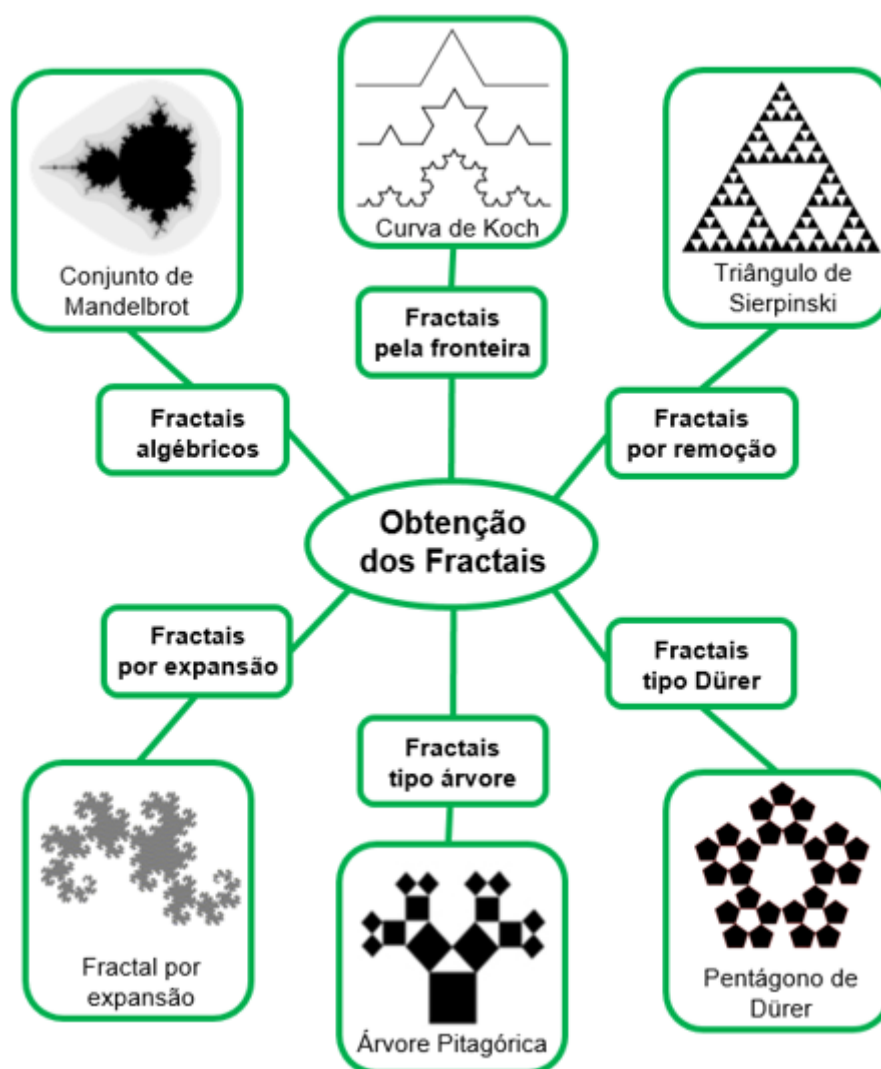 Curva de Koch
Conjunto de
Mandelbrot
Triângulo de
Sierpinski
Fractais
pela fronteira
Fractais
algébricos
Fractais
por remoção
Obtenção
dos Fractais
Fractais
por expansão
Fractais
tipo Dürer
Fractais
tipo árvore
Fractal por
expansão
Árvore Pitagórica
Pentágono de
Dürer